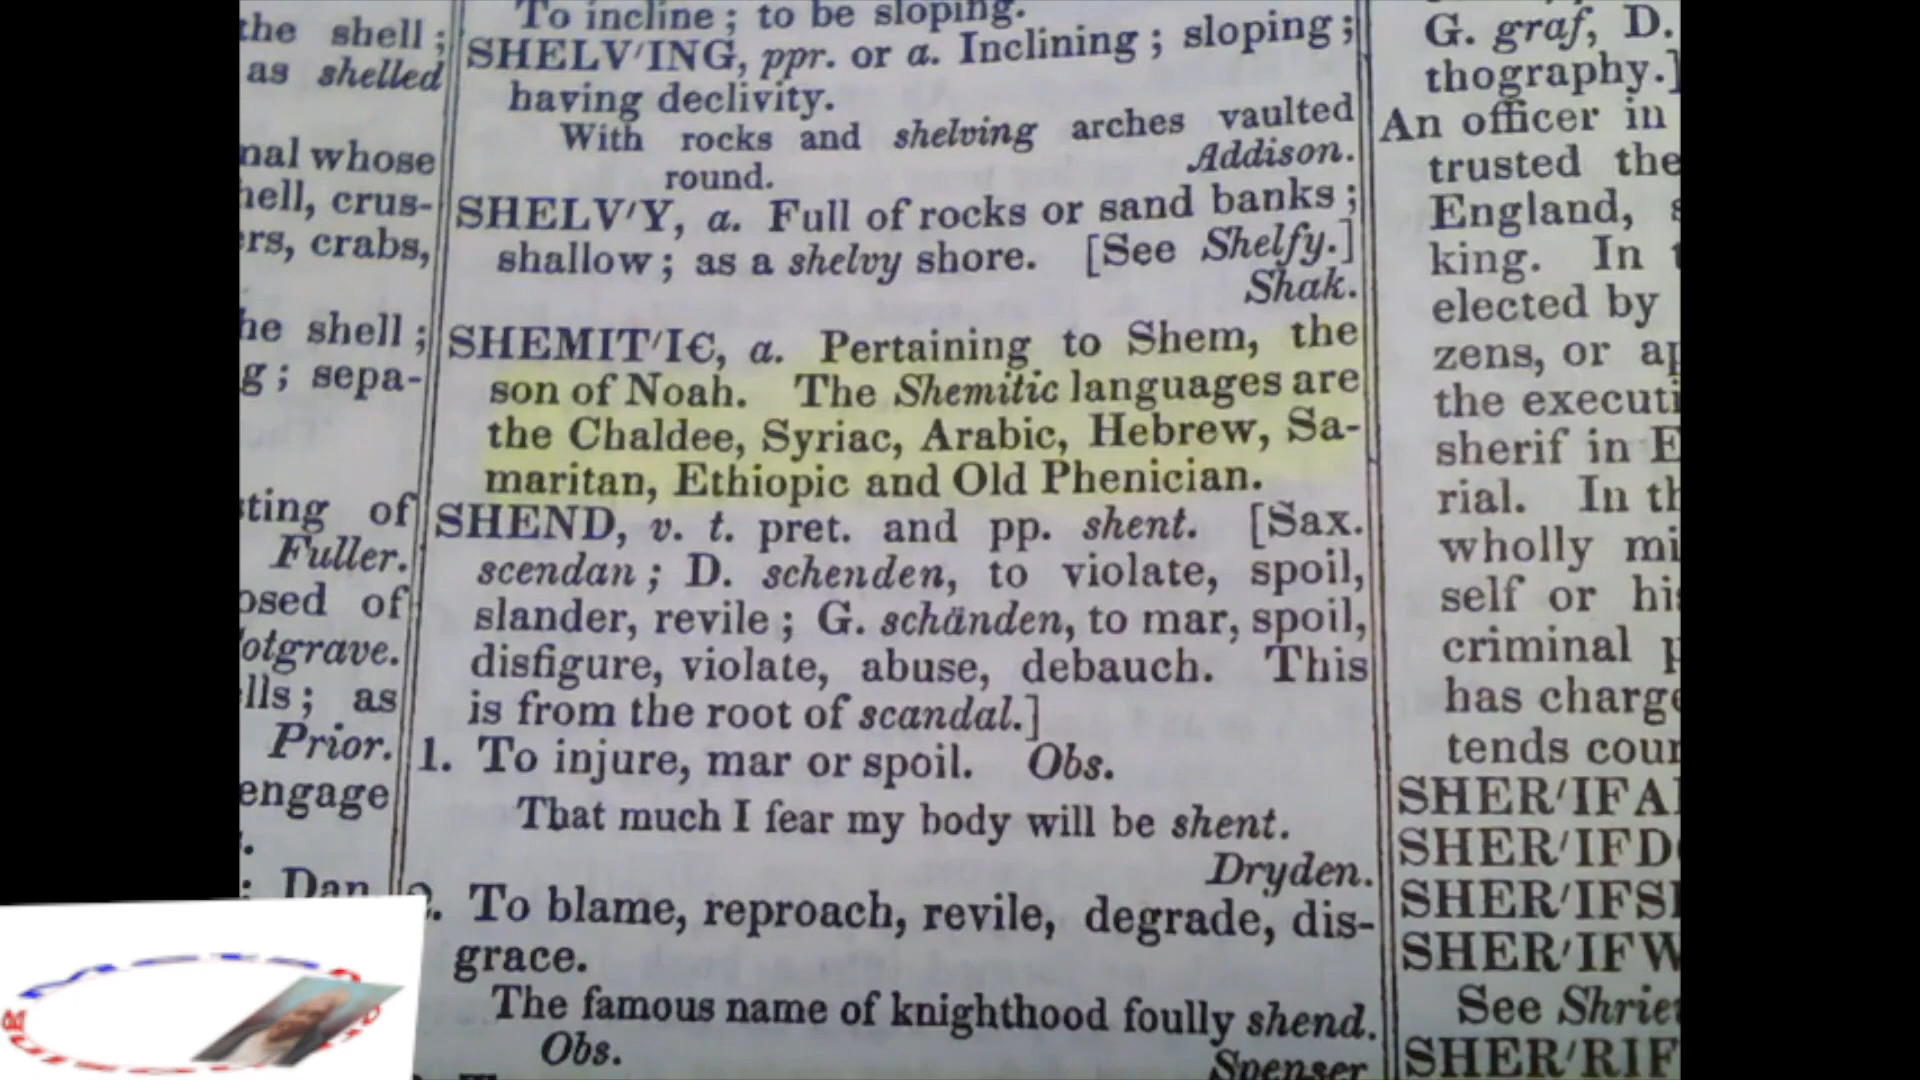 the shell;
as shelled
nal whose
hell, crus-
ers, crabs,
he shell;
g; sepa-
sting of
Fuller.
osed of
otgrave.
lls; as
Prior.
engage
; Dan
To incline; to be sloping.
SHELV'ING, ppr. or a. Inclining; sloping;
having declivity.
With rocks and shelving arches vaulted
round. Addison.
SHELV'Y, a. Full of rocks or sand banks;
shallow; as a shelvy shore. [See Shelfy.]
Shak.
SHEMIT'IC, a. Pertaining to Shem, the
son of Noah. The Shemitic languages are
the Chaldee, Syriac, Arabic, Hebrew, Sa-
maritan, Ethiopic and Old Phenician.
SHEND, v. t. pret. and pp. shent. [Sax.
scendan; D. schenden, to violate, spoil,
slander, revile; G. schänden, to mar, spoil,
disfigure, violate, abuse, debauch. This
is from the root of scandal.]
1. To injure, mar or spoil. Obs.
That much I fear my body will be shent.
Dryden.
2. To blame, reproach, revile, degrade, dis-
grace.
The famous name of knighthood foully shend.
Obs. Spenser
G. graf, D.
thography.]
An officer in
trusted the
England, s
king. In t
elected by
zens, or ap
the executi
sherif in E
rial. In th
wholly mi
self or his
criminal p
has charge
tends cour
SHER'IFAL
SHER'IFDO
SHER'IFSH
SHER'IFW
See Shrie
SHER'RIF